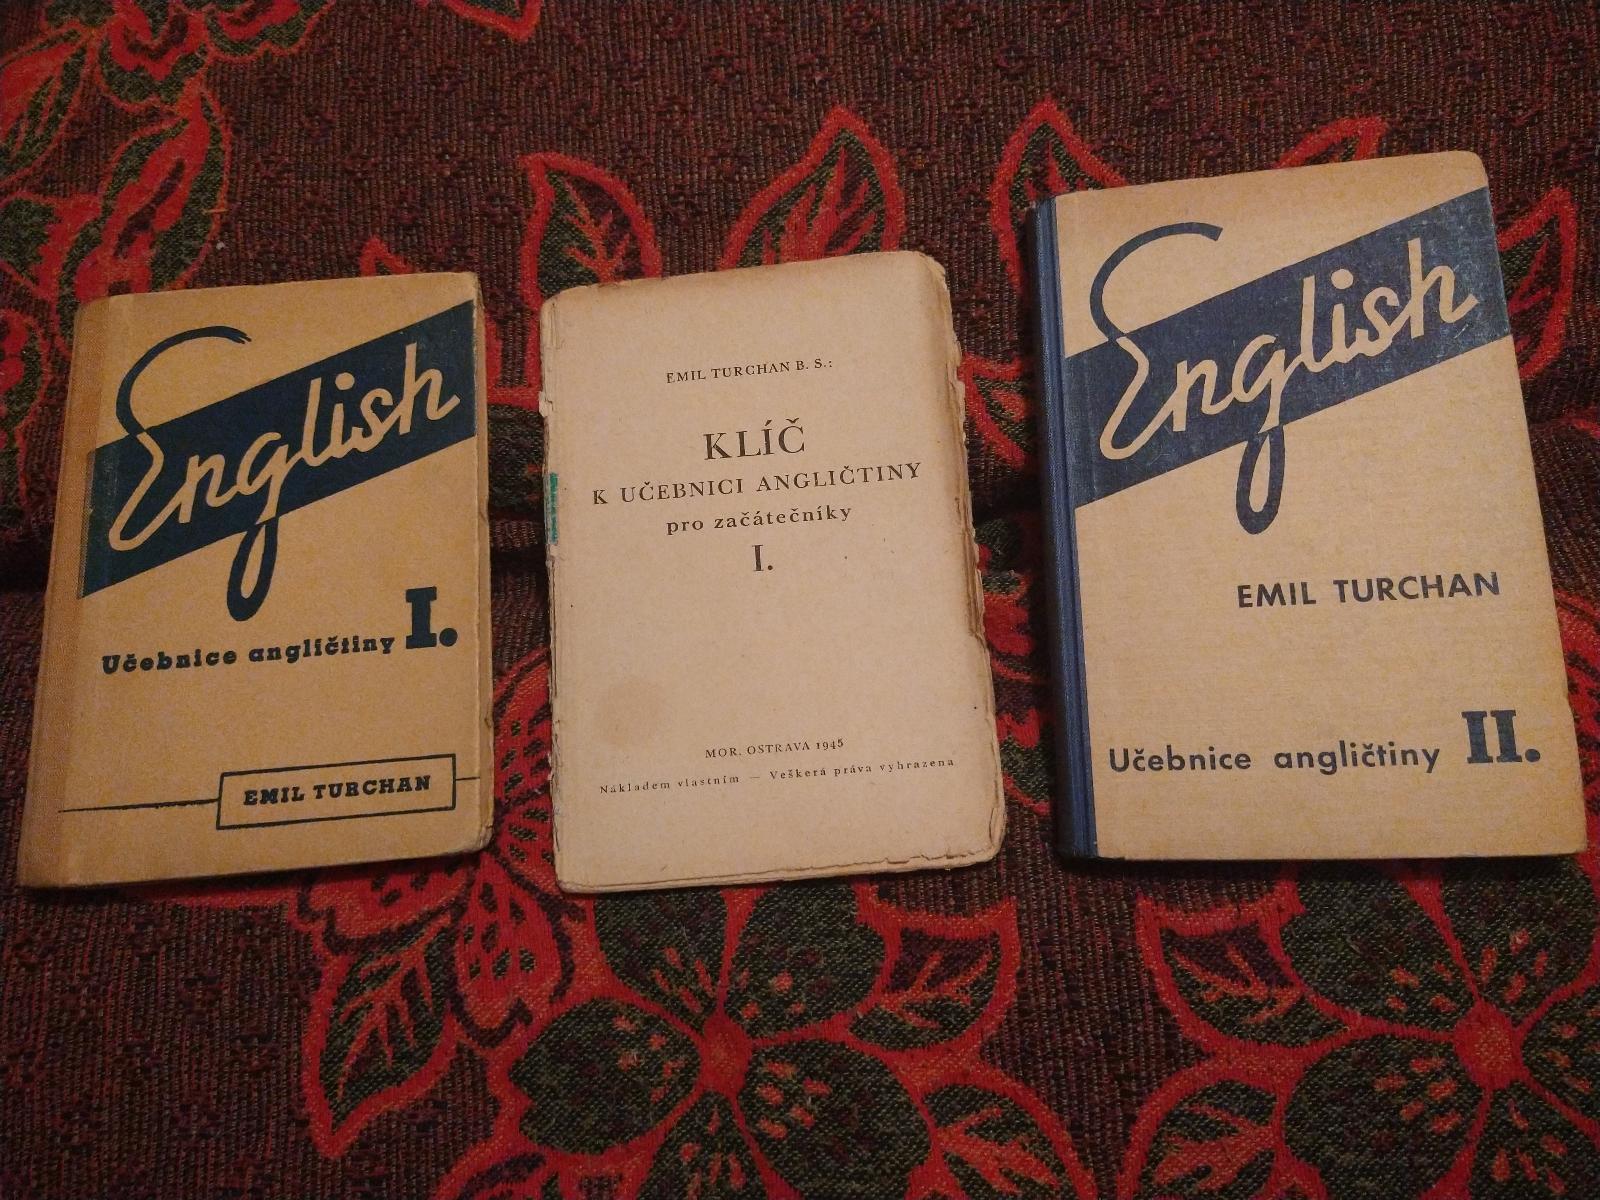 English
Učebnice angličtiny I.
EMIL TURCHAN
EMIL TURCHAN B. S.:
KLÍČ
K UČEBNICI ANGLIČTINY
pro začátečníky
I.
MOR. OSTRAVA 1945
Nákladem vlastním — Veškerá práva vyhrazena
English
EMIL TURCHAN
Učebnice angličtiny II.